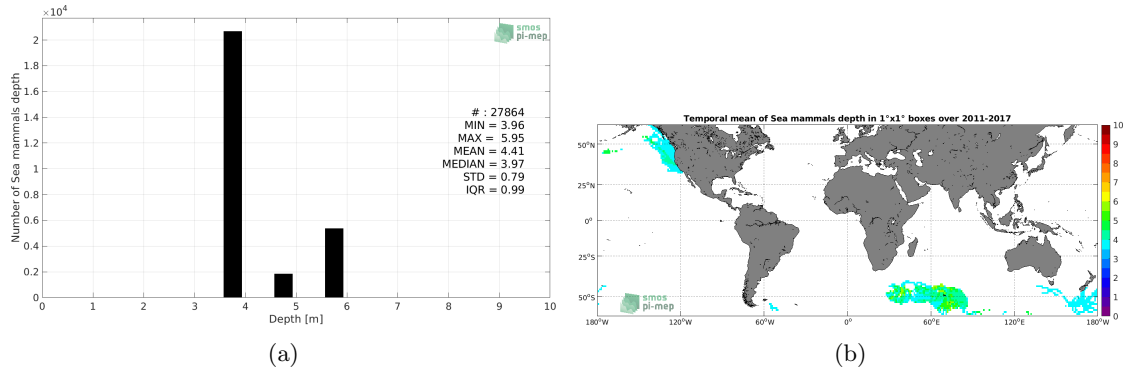 ×10⁴
2
1.8
1.6
1.4
1.2
1
0.8
0.6
0.4
0.2
0
Number of Sea mammals depth
0 1 2 3 4 5 6 7 8 9 10
Depth [m]
smos
pi-mep
# : 27864
MIN = 3.96
MAX = 5.95
MEAN = 4.41
MEDIAN = 3.97
STD = 0.79
IQR = 0.99
(a)
Temporal mean of Sea mammals depth in 1°x1° boxes over 2011-2017
50°N
25°N
0°
25°S
50°S
180°W 120°W 60°W 0° 60°E 120°E 180°E
smos
pi-mep
10
9
8
7
6
5
4
3
2
1
0
(b)